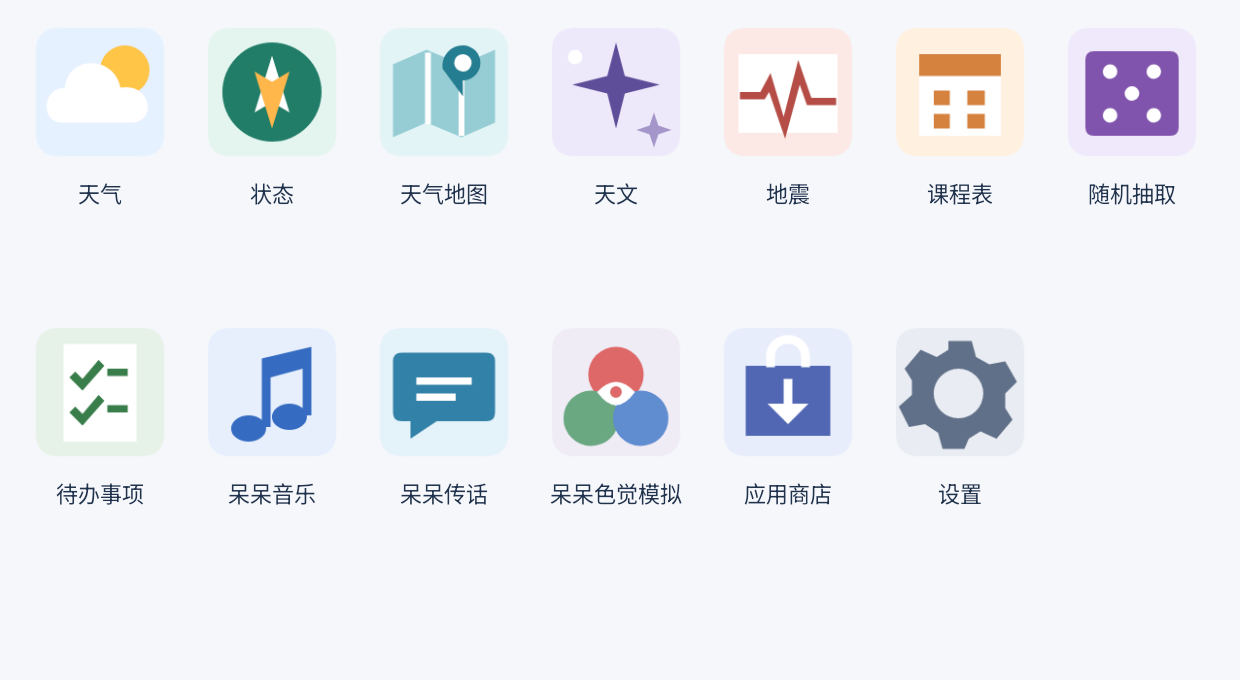 天气
状态
天气地图
天文
地震
课程表
随机抽取
待办事项
呆呆音乐
呆呆传话
呆呆色觉模拟
应用商店
设置